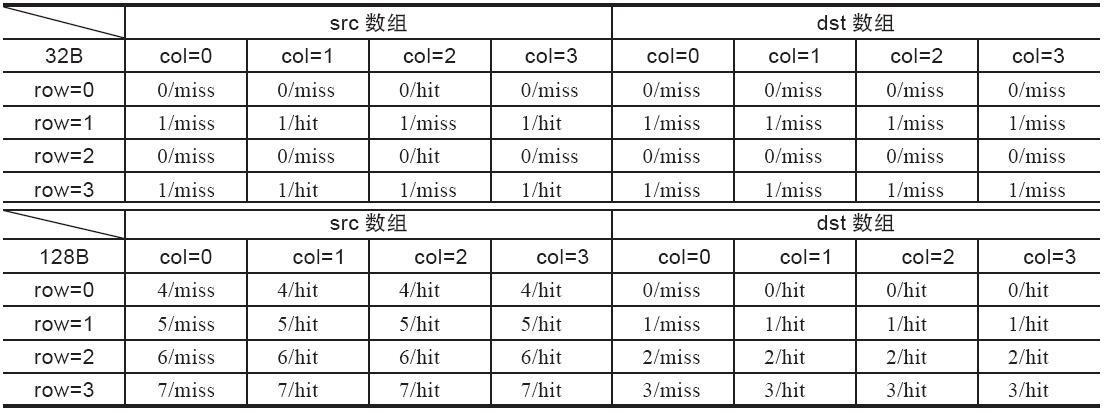 src 数组 dst 数组
32B col=0 col=1 col=2 col=3 col=0 col=1 col=2 col=3
row=0 0/miss 0/miss 0/hit 0/miss 0/miss 0/miss 0/miss 0/miss
row=1 1/miss 1/hit 1/miss 1/hit 1/miss 1/miss 1/miss 1/miss
row=2 0/miss 0/miss 0/hit 0/miss 0/miss 0/miss 0/miss 0/miss
row=3 1/miss 1/hit 1/miss 1/hit 1/miss 1/miss 1/miss 1/miss
src 数组 dst 数组
128B col=0 col=1 col=2 col=3 col=0 col=1 col=2 col=3
row=0 4/miss 4/hit 4/hit 4/hit 0/miss 0/hit 0/hit 0/hit
row=1 5/miss 5/hit 5/hit 5/hit 1/miss 1/hit 1/hit 1/hit
row=2 6/miss 6/hit 6/hit 6/hit 2/miss 2/hit 2/hit 2/hit
row=3 7/miss 7/hit 7/hit 7/hit 3/miss 3/hit 3/hit 3/hit